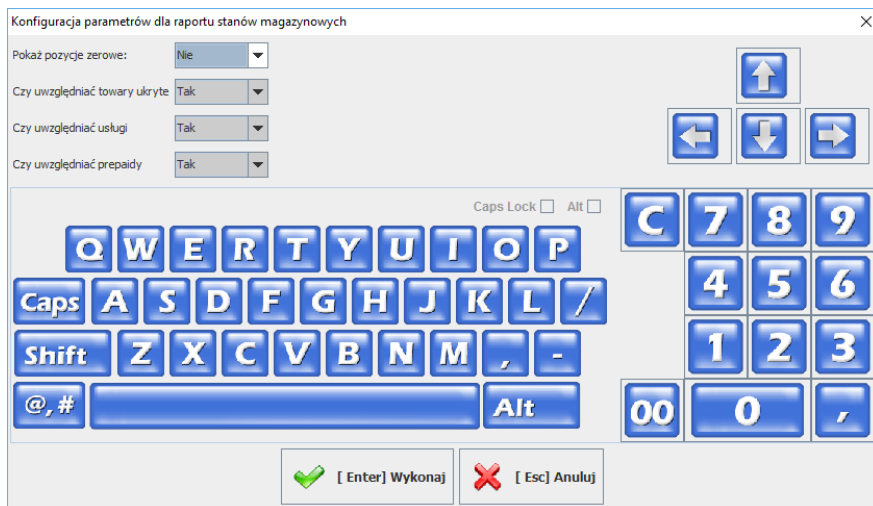 Konfiguracja parametrów dla raportu stanów magazynowych
Pokaż pozycje zerowe: Nie
Czy uwzględniać towary ukryte Tak
Czy uwzględniać usługi Tak
Czy uwzględniać prepaidy Tak
Caps Lock Alt
Q W E R T Y U I O P
Caps A S D F G H J K L /
Shift Z X C V B N M , -
@,# Alt
C 7 8 9
4 5 6
1 2 3
00 0 ,
[ Enter] Wykonaj [ Esc] Anuluj